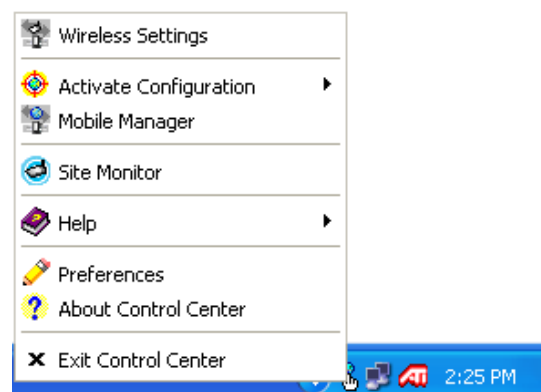 Wireless Settings
Activate Configuration
Mobile Manager
Site Monitor
Help
Preferences
About Control Center
Exit Control Center
ATI 2:25 PM